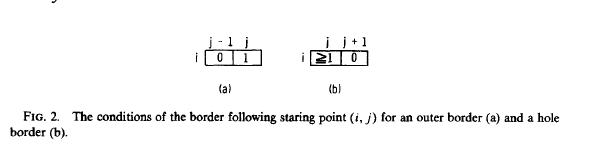 j - 1 j
i 0 1
(a)
j j + 1
i ≥1 0
(b)
FIG. 2. The conditions of the border following staring point (i, j) for an outer border (a) and a hole
border (b).